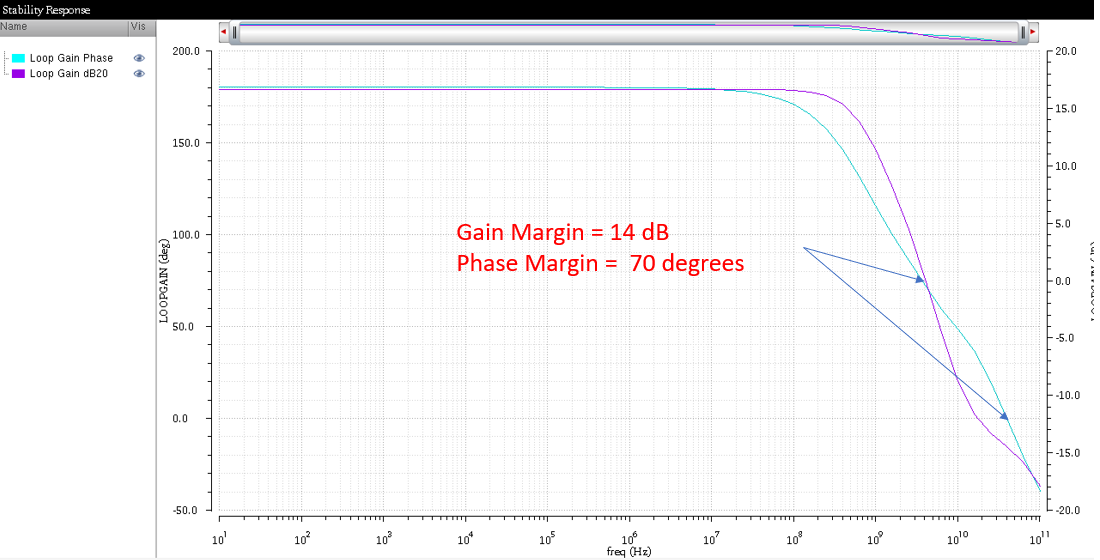 Stability Response
Name Vis
Loop Gain Phase
Loop Gain dB20
200.0
150.0
100.0
50.0
0.0
-50.0
LOOPGAIN (deg)
20.0
15.0
10.0
5.0
0.0
-5.0
-10.0
-15.0
-20.0
Gain Margin = 14 dB
Phase Margin = 70 degrees
10¹ 10² 10³ 10⁴ 10⁵ 10⁶ 10⁷ 10⁸ 10⁹ 10¹⁰ 10¹¹
freq (Hz)